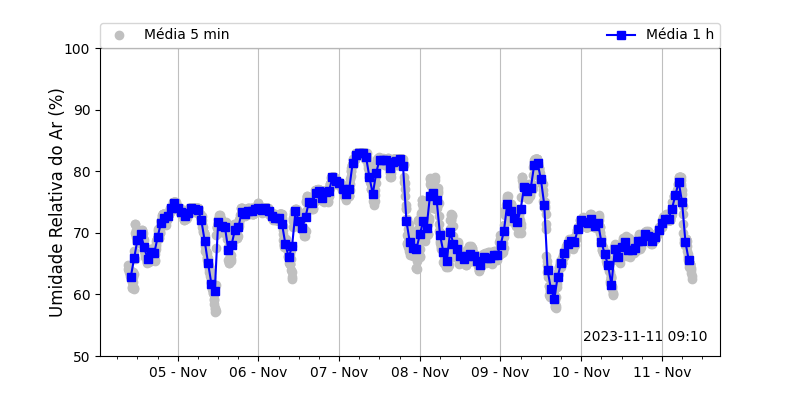 Média 5 min Média 1 h
Umidade Relativa do Ar (%)
100
90
80
70
60
50
2023-11-11 09:10
05 - Nov 06 - Nov 07 - Nov 08 - Nov 09 - Nov 10 - Nov 11 - Nov